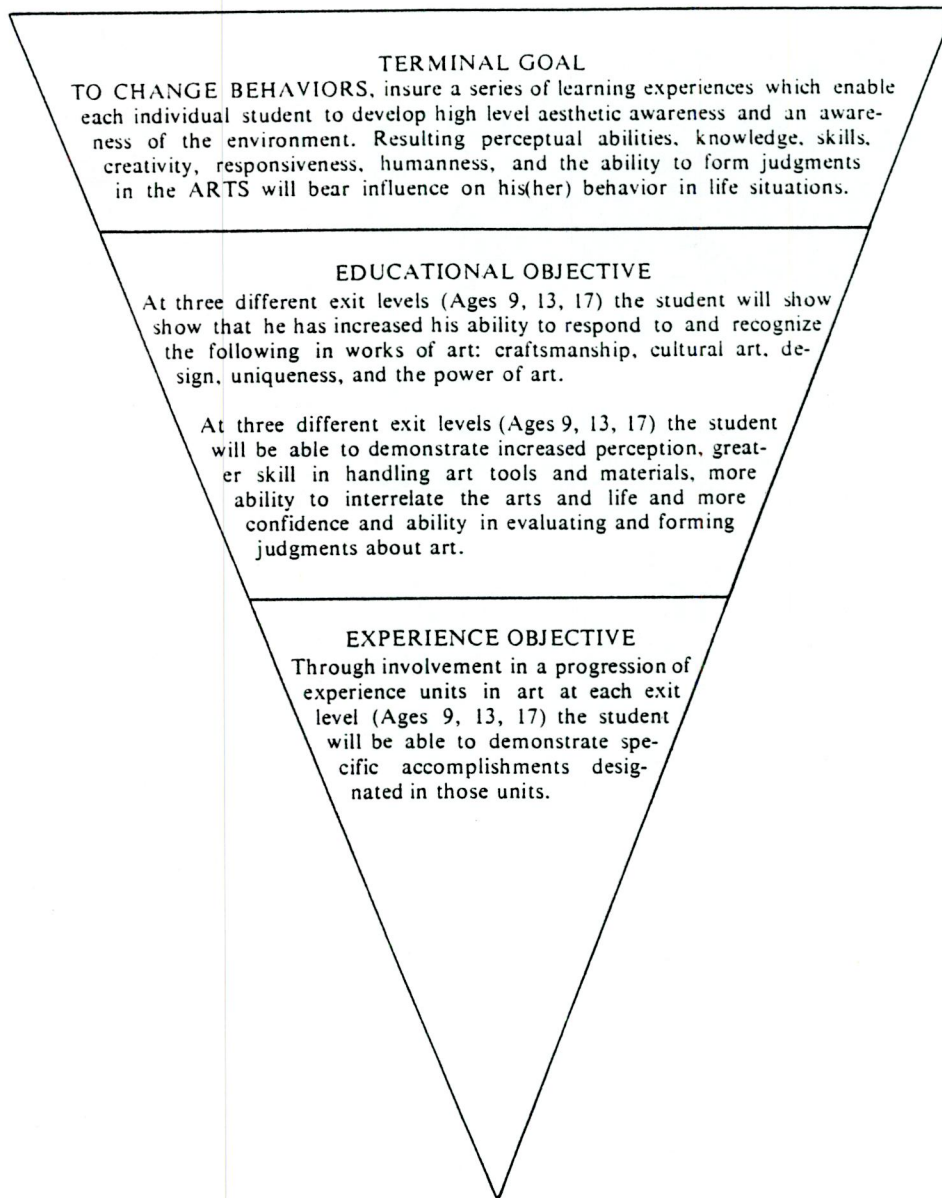 TERMINAL GOAL
TO CHANGE BEHAVIORS, insure a series of learning experiences which enable
each individual student to develop high level aesthetic awareness and an aware-
ness of the environment. Resulting perceptual abilities, knowledge, skills,
creativity, responsiveness, humanness, and the ability to form judgments
in the ARTS will bear influence on his(her) behavior in life situations.
EDUCATIONAL OBJECTIVE
At three different exit levels (Ages 9, 13, 17) the student will show
show that he has increased his ability to respond to and recognize
the following in works of art: craftsmanship, cultural art, de-
sign, uniqueness, and the power of art.
At three different exit levels (Ages 9, 13, 17) the student
will be able to demonstrate increased perception, great-
er skill in handling art tools and materials, more
ability to interrelate the arts and life and more
confidence and ability in evaluating and forming
judgments about art.
EXPERIENCE OBJECTIVE
Through involvement in a progression of
experience units in art at each exit
level (Ages 9, 13, 17) the student
will be able to demonstrate spe-
cific accomplishments desig-
nated in those units.